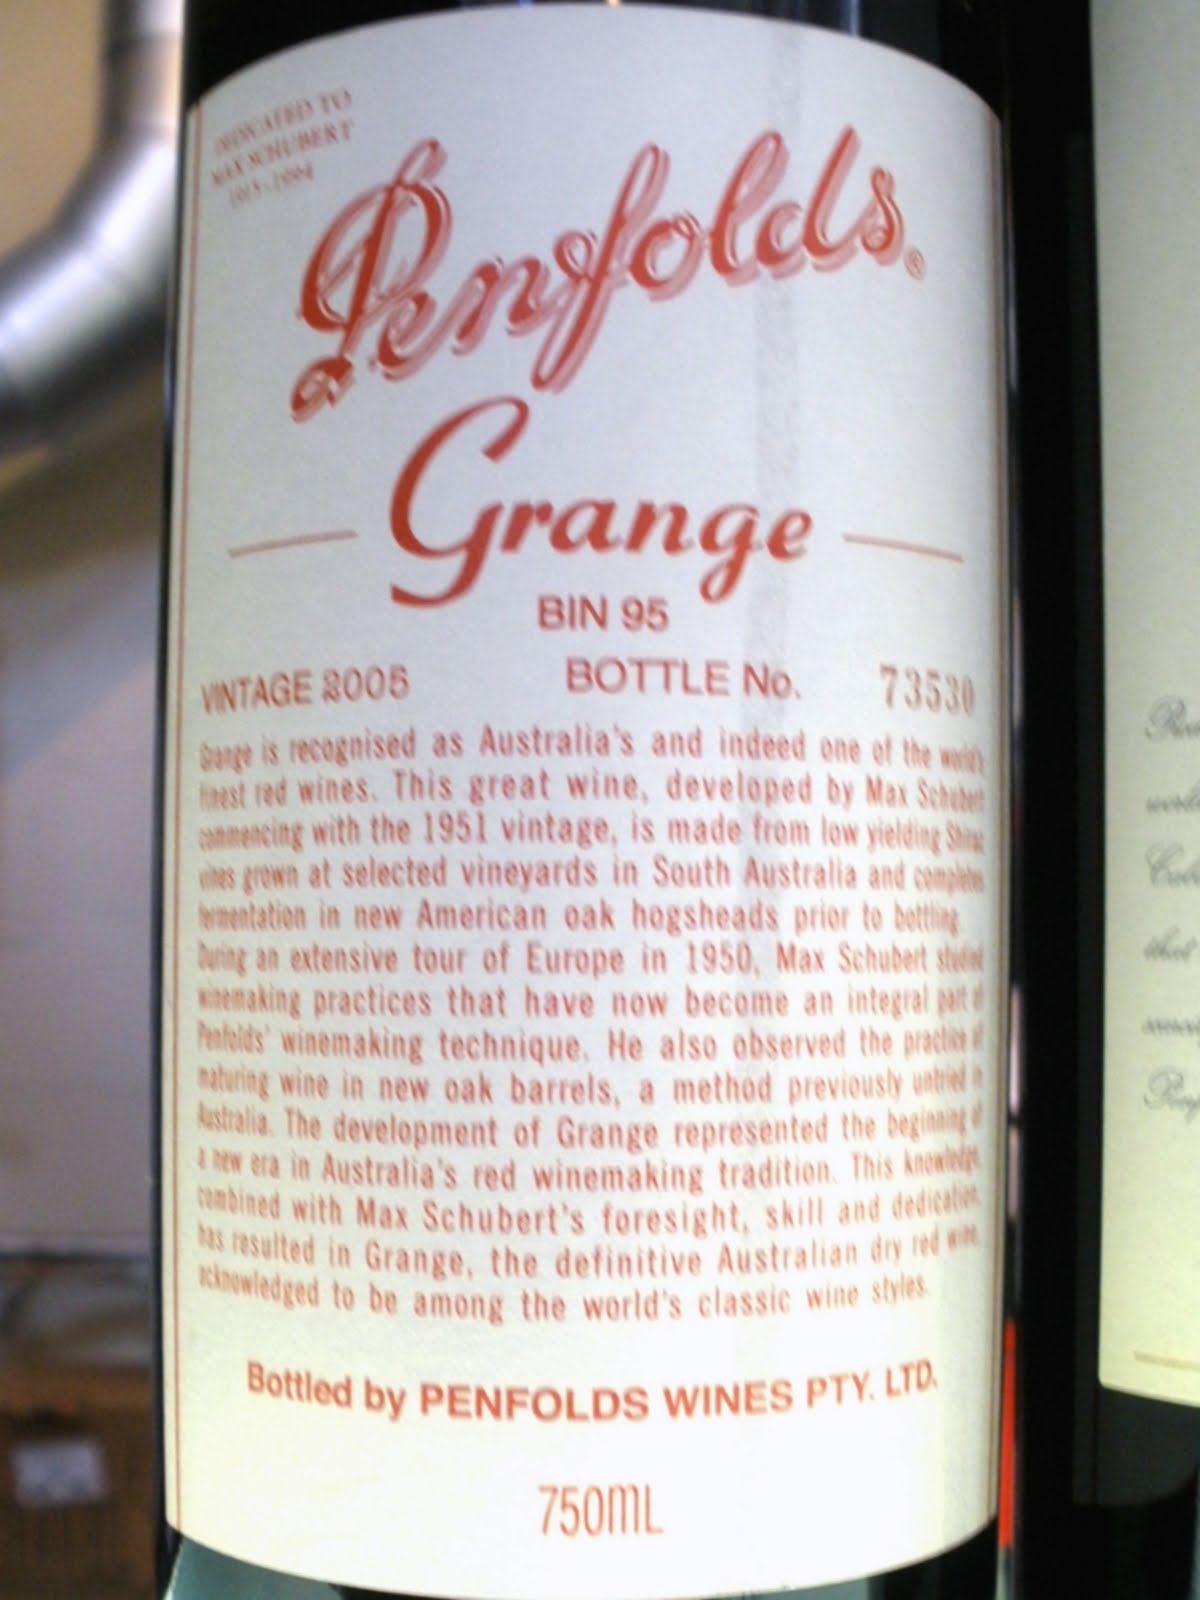 DEDICATED TO
MAX SCHUBERT
1915-1994
Penfolds®
Grange
BIN 95
VINTAGE 2005 BOTTLE No. 73530
Grange is recognised as Australia's and indeed one of the world's
finest red wines. This great wine, developed by Max Schubert
commencing with the 1951 vintage, is made from low yielding Shiraz
vines grown at selected vineyards in South Australia and completes
fermentation in new American oak hogsheads prior to bottling.
During an extensive tour of Europe in 1950, Max Schubert studied
winemaking practices that have now become an integral part of
Penfolds' winemaking technique. He also observed the practice of
maturing wine in new oak barrels, a method previously untried in
Australia. The development of Grange represented the beginning of
a new era in Australia's red winemaking tradition. This knowledge,
combined with Max Schubert's foresight, skill and dedication,
has resulted in Grange, the definitive Australian dry red wine,
acknowledged to be among the world's classic wine styles.
Bottled by PENFOLDS WINES PTY. LTD.
750ML